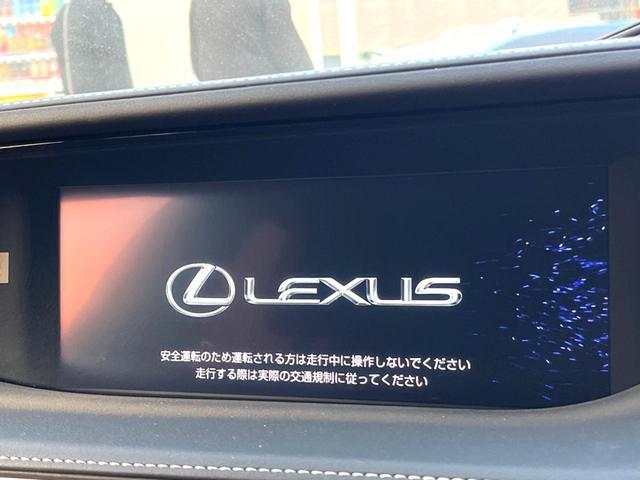 LEXUS
安全運転のため運転される方は走行中に操作しないでください
走行する際は実際の交通規制に従ってください